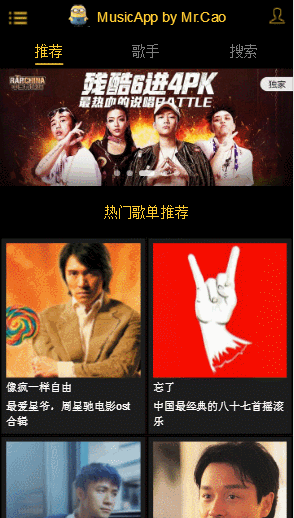 MusicApp by Mr.Cao
推荐
歌手
搜索
RAPCHINA
残酷6进4PK
最热血的说唱BATTLE
独家
热门歌单推荐
像疯一样自由
最爱星爷，周星驰电影ost
合辑
忘了
中国最经典的八十七首摇滚
乐